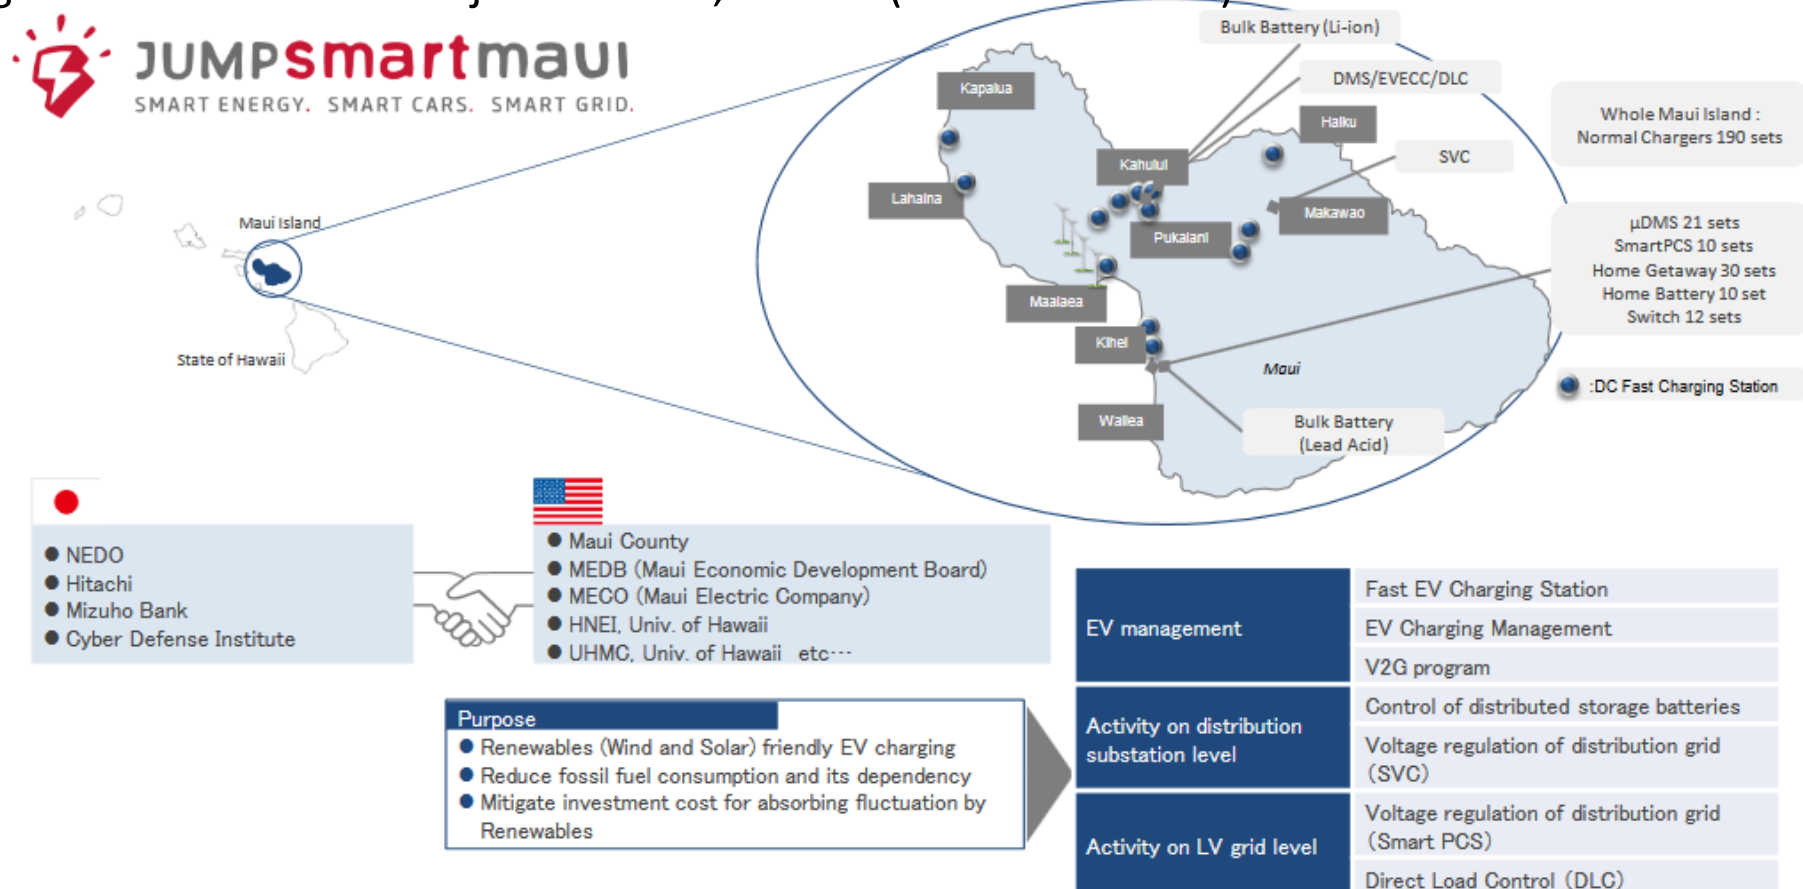 JUMPSmartmaui
SMART ENERGY. SMART CARS. SMART GRID.
Maui Island
State of Hawaii
Bulk Battery (Li-ion)
DMS/EVECC/DLC
Kapalua
Haiku
Whole Maui Island :
Normal Chargers 190 sets
Kahului
SVC
Lahaina
Makawao
Pukalani
μDMS 21 sets
SmartPCS 10 sets
Home Getaway 30 sets
Home Battery 10 set
Switch 12 sets
Maalaea
Kihei
Maui
:DC Fast Charging Station
Wailea
Bulk Battery
(Lead Acid)
● NEDO
● Hitachi
● Mizuho Bank
● Cyber Defense Institute
● Maui County
● MEDB (Maui Economic Development Board)
● MECO (Maui Electric Company)
● HNEI, Univ. of Hawaii
● UHMC, Univ. of Hawaii etc…
Purpose
● Renewables (Wind and Solar) friendly EV charging
● Reduce fossil fuel consumption and its dependency
● Mitigate investment cost for absorbing fluctuation by
Renewables
EV management
Fast EV Charging Station
EV Charging Management
V2G program
Activity on distribution
substation level
Control of distributed storage batteries
Voltage regulation of distribution grid
(SVC)
Activity on LV grid level
Voltage regulation of distribution grid
(Smart PCS)
Direct Load Control (DLC)